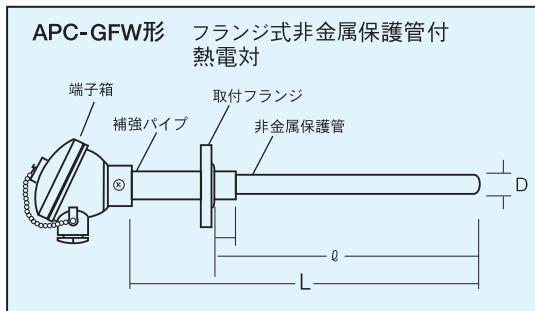 APC-GFW形 フランジ式非金属保護管付
熱電対
端子箱
取付フランジ
補強パイプ
非金属保護管
D
ℓ
L